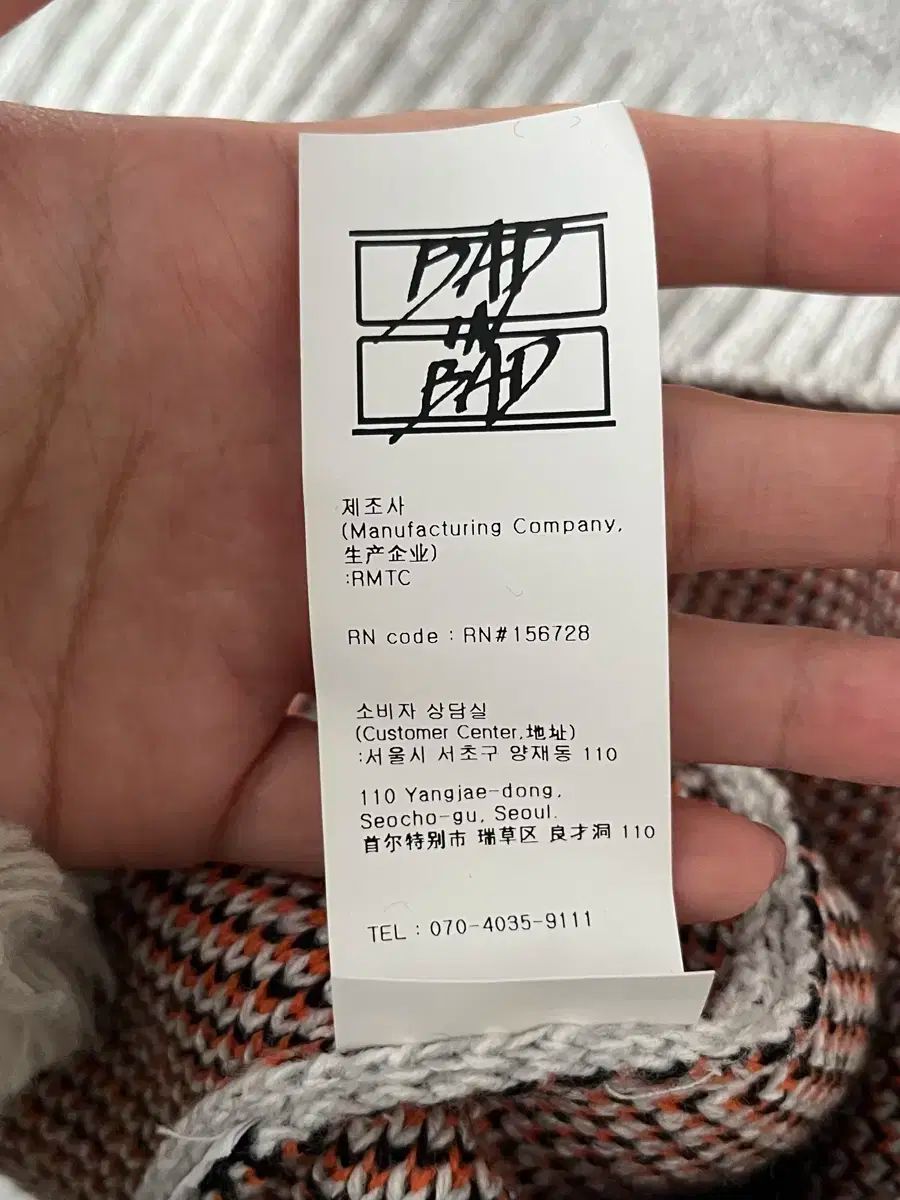 BAD
IN
BAD
제조사
(Manufacturing Company,
生产企业)
:RMTC
RN code : RN#156728
소비자 상담실
(Customer Center,地址)
:서울시 서초구 양재동 110
110 Yangjae-dong,
Seocho-gu, Seoul.
首尔特别市 瑞草区 良才洞 110
TEL : 070-4035-9111